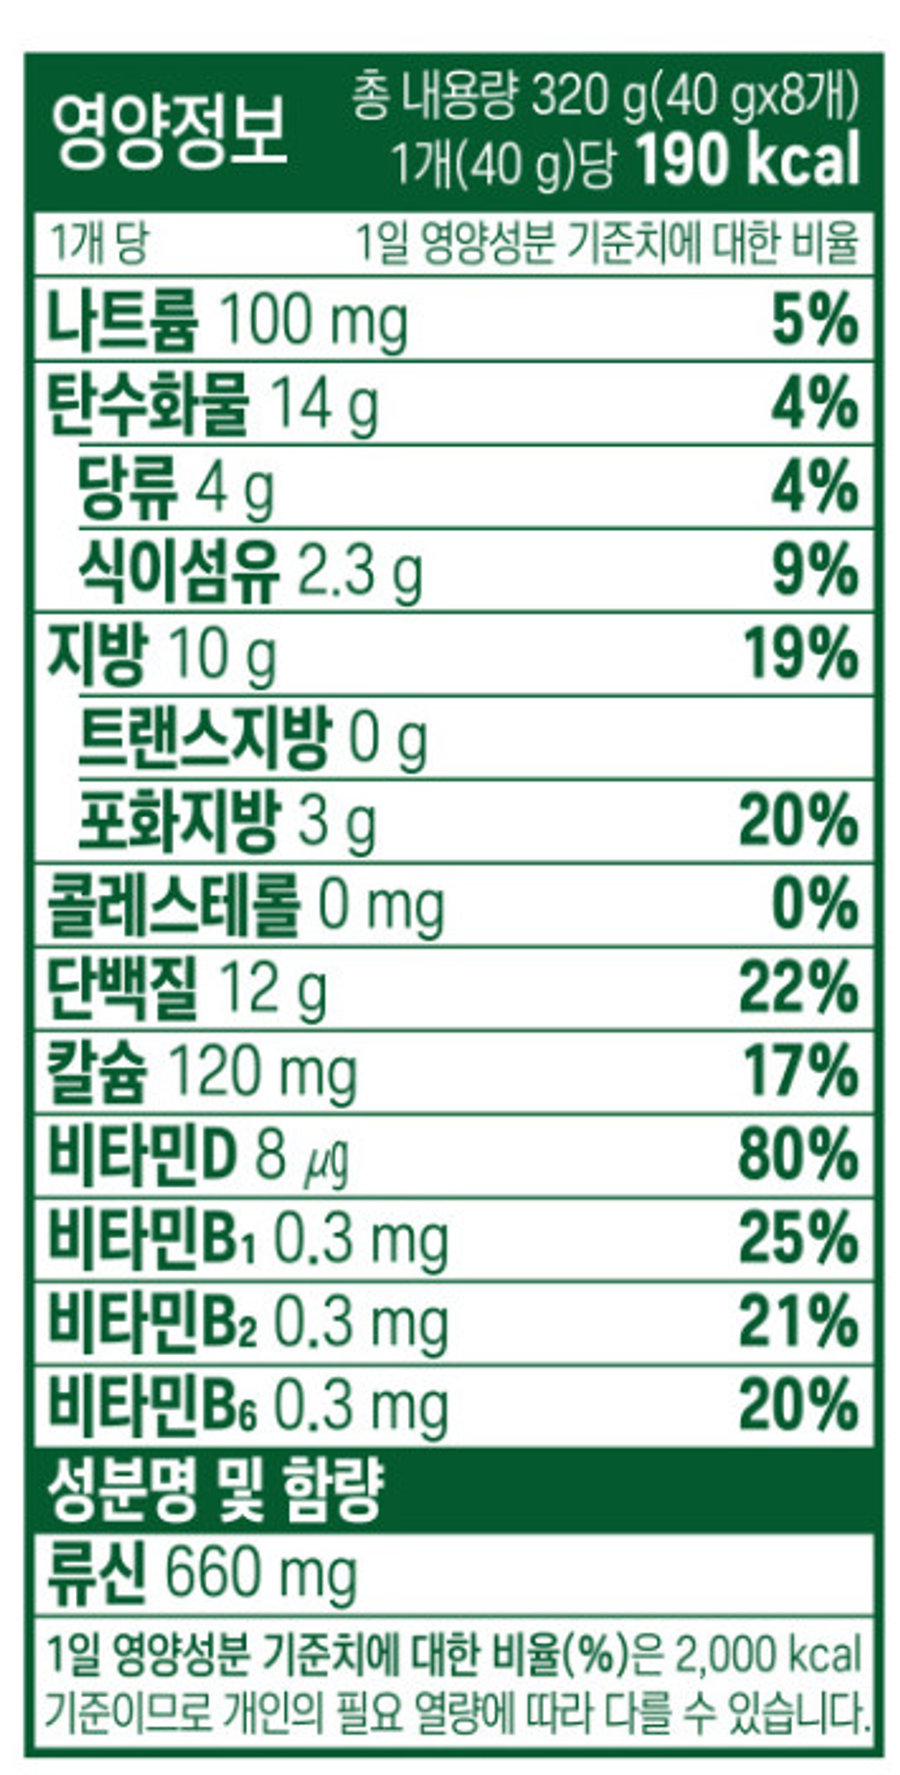 영양정보
총 내용량 320 g(40 gx8개)
1개(40 g)당 190 kcal
1개 당 1일 영양성분 기준치에 대한 비율
나트륨 100 mg 5%
탄수화물 14 g 4%
당류 4 g 4%
식이섬유 2.3 g 9%
지방 10 g 19%
트랜스지방 0 g
포화지방 3 g 20%
콜레스테롤 0 mg 0%
단백질 12 g 22%
칼슘 120 mg 17%
비타민D 8 μg 80%
비타민B₁ 0.3 mg 25%
비타민B₂ 0.3 mg 21%
비타민B₆ 0.3 mg 20%
성분명 및 함량
류신 660 mg
1일 영양성분 기준치에 대한 비율(%)은 2,000 kcal
기준이므로 개인의 필요 열량에 따라 다를 수 있습니다.